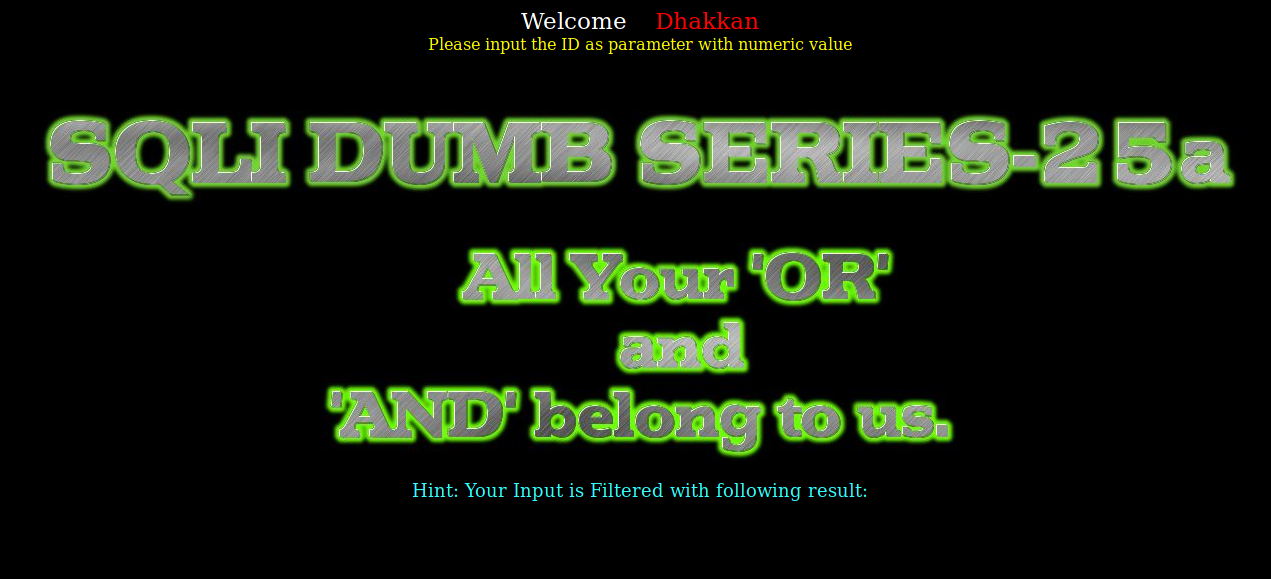 Welcome Dhakkan
Please input the ID as parameter with numeric value
SQLI DUMB SERIES-25a
All Your 'OR'
and
'AND' belong to us.
Hint: Your Input is Filtered with following result: